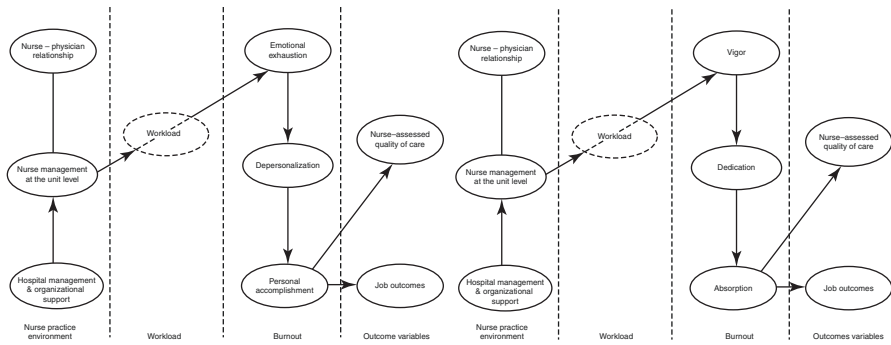 Nurse – physician
relationship
Nurse management
at the unit level
Hospital management
& organizational
support
Nurse practice
environment
Workload
Workload
Emotional
exhaustion
Depersonalization
Personal
accomplishment
Burnout
Nurse–assessed
quality of care
Job outcomes
Outcome variables
Nurse – physician
relationship
Nurse management
at the unit level
Hospital management
& organizational
support
Nurse practice
environment
Workload
Workload
Vigor
Dedication
Absorption
Burnout
Nurse–assessed
quality of care
Job outcomes
Outcomes variables